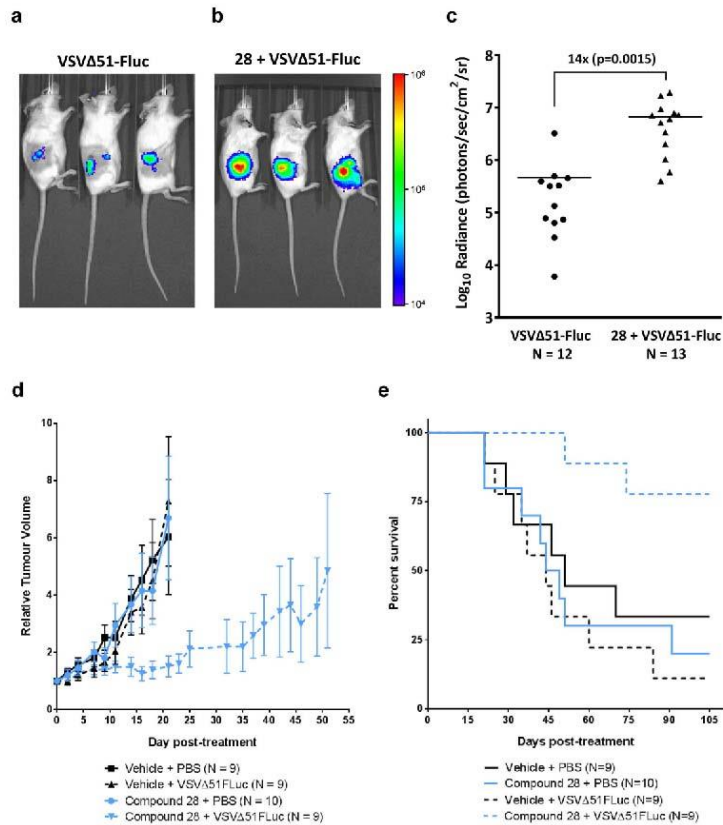 a
VSVΔ51-Fluc
b
28 + VSVΔ51-Fluc
10⁶
10⁵
10⁴
c
14x (p=0.0015)
Log₁₀ Radiance (photons/sec/cm²/sr)
8
7
6
5
4
3
VSVΔ51-Fluc
N = 12
28 + VSVΔ51-Fluc
N = 13
d
Relative Tumour Volume
10
8
6
4
2
0
0 5 10 15 20 25 30 35 40 45 50 55
Day post-treatment
Vehicle + PBS (N = 9)
Vehicle + VSVΔ51FLuc (N = 9)
Compound 28 + PBS (N = 10)
Compound 28 + VSVΔ51FLuc (N = 9)
e
Percent survival
100
75
50
25
0
0 15 30 45 60 75 90 105
Days post-treatment
Vehicle + PBS (N=9)
Compound 28 + PBS (N=10)
Vehicle + VSVΔ51FLuc (N=9)
Compound 28 + VSVΔ51FLuc (N=9)